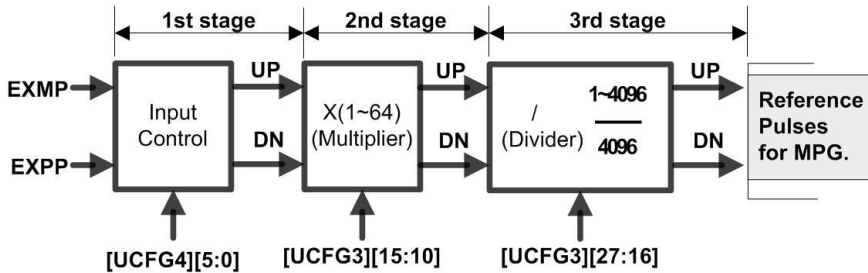 1st stage 2nd stage 3rd stage
EXMP
EXPP
Input
Control
UP
DN
X(1~64)
(Multiplier)
UP
DN
/
(Divider)
1~4096
4096
UP
DN
Reference
Pulses
for MPG.
[UCFG4][5:0] [UCFG3][15:10] [UCFG3][27:16]